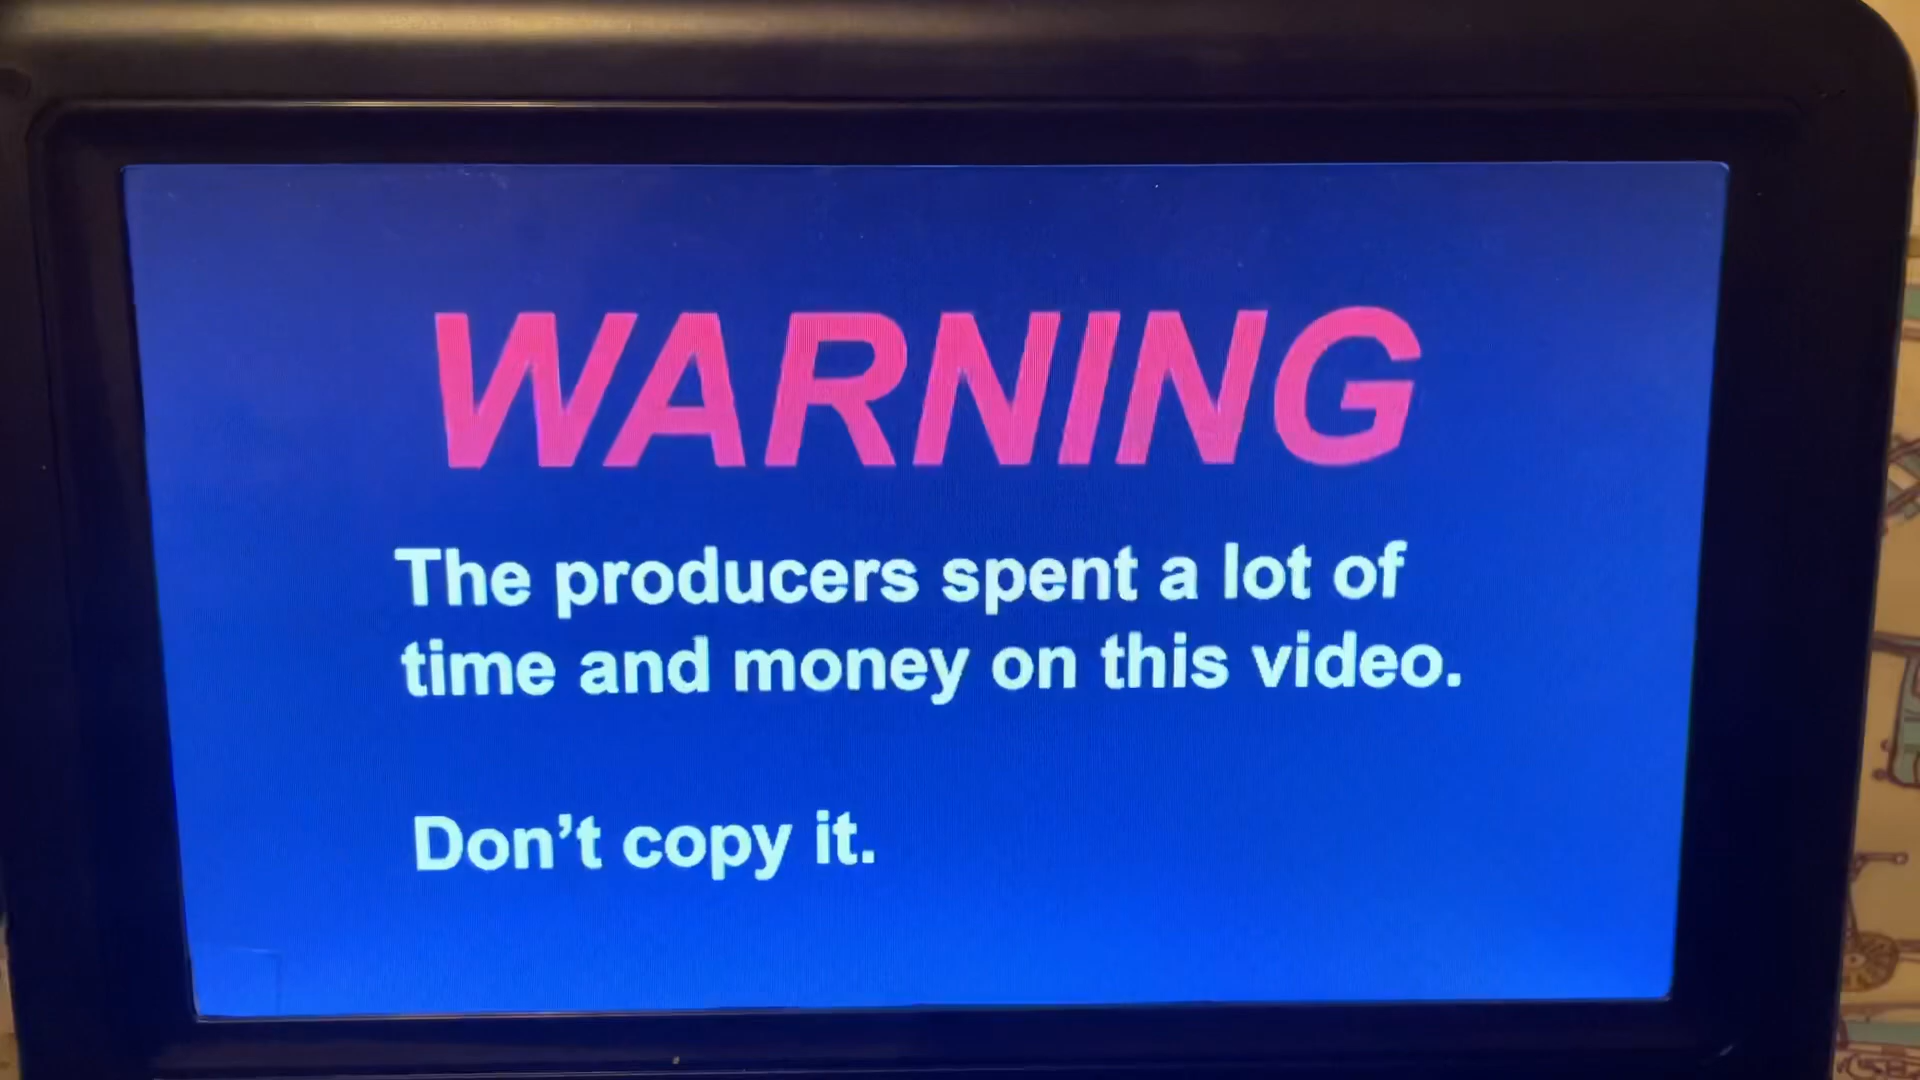 WARNING
The producers spent a lot of
time and money on this video.
Don’t copy it.